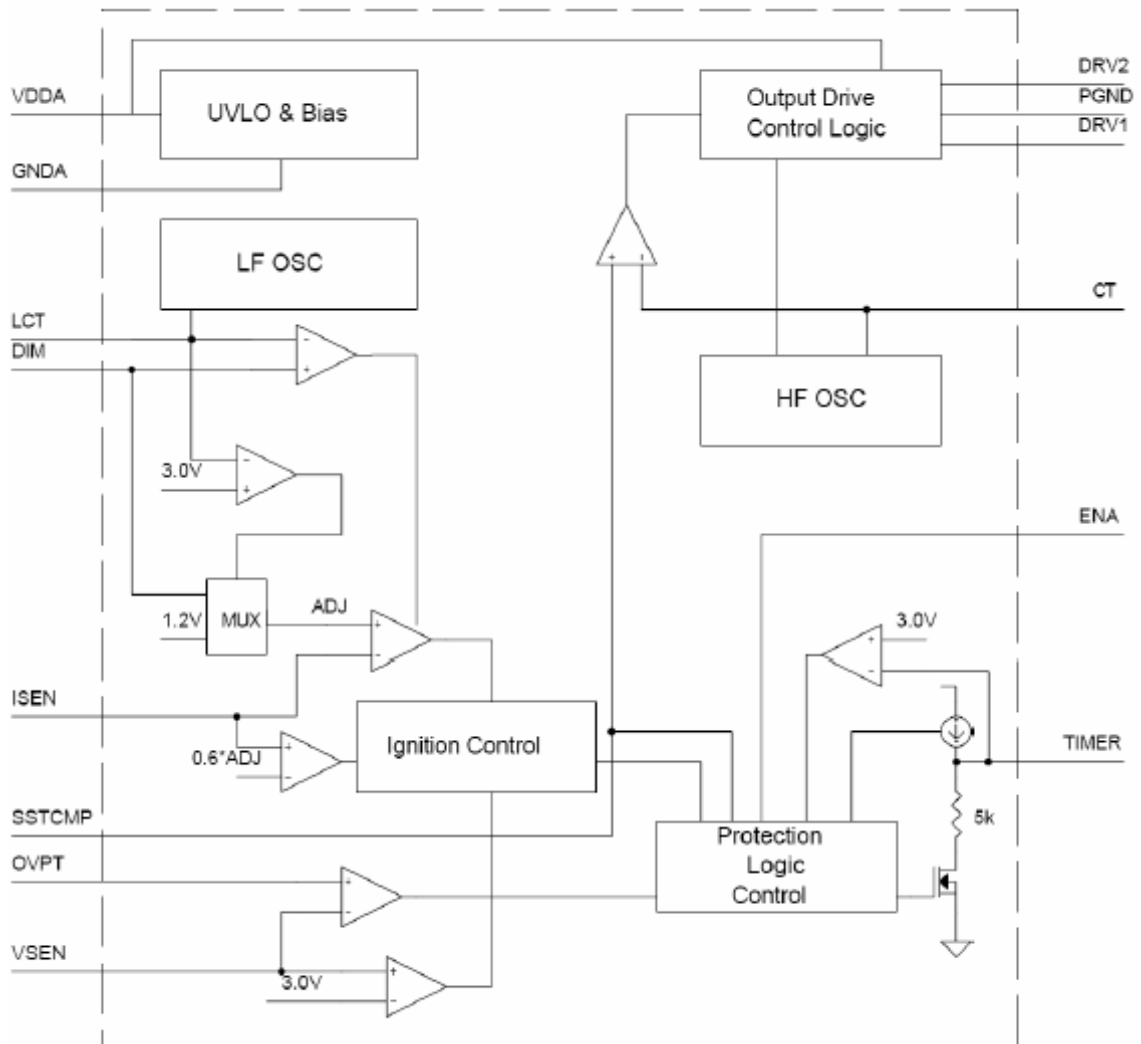 VDDA
UVLO & Bias
GNDA
Output Drive
Control Logic
DRV2
PGND
DRV1
LF OSC
+
-
CT
LCT
DIM
-
+
HF OSC
3.0V
-
+
ENA
1.2V
MUX
ADJ
+
-
3.0V
+
-
ISEN
0.6*ADJ
+
-
Ignition Control
TIMER
5k
SSTCMP
OVPT
+
-
Protection
Logic
Control
VSEN
3.0V
+
-